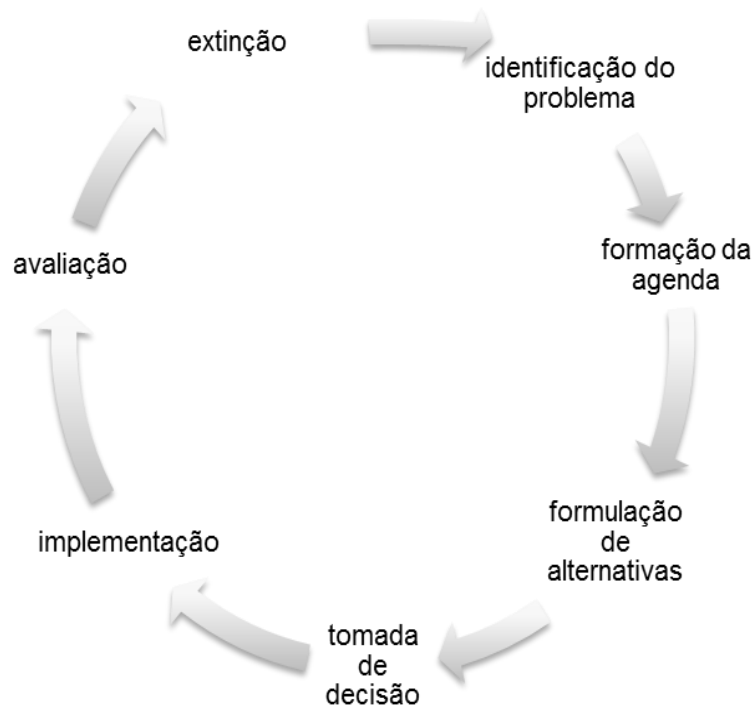 extinção
identificação do
problema
formação da
agenda
formulação
de
alternativas
tomada
de
decisão
implementação
avaliação